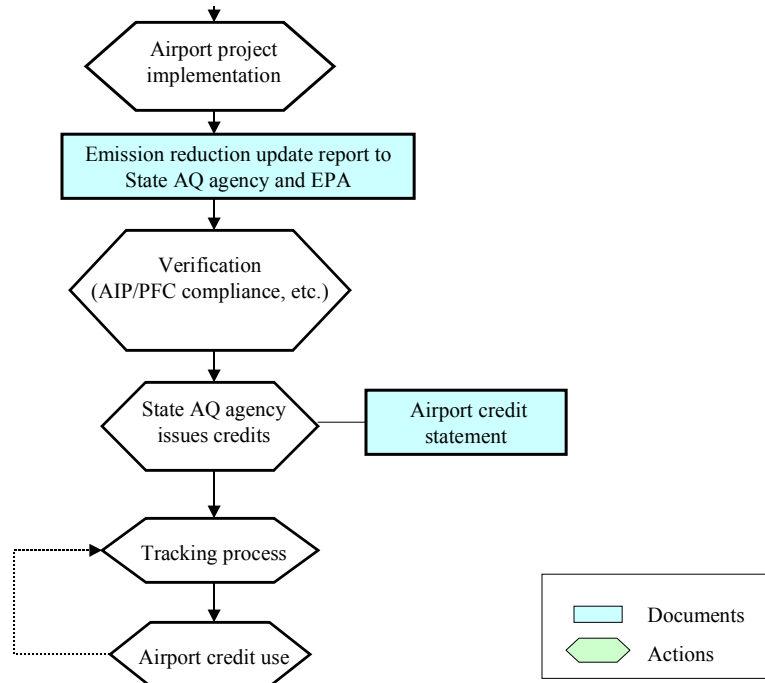 Airport project
implementation
Emission reduction update report to
State AQ agency and EPA
Verification
(AIP/PFC compliance, etc.)
State AQ agency
issues credits
Airport credit
statement
Tracking process
Airport credit use
Documents
Actions